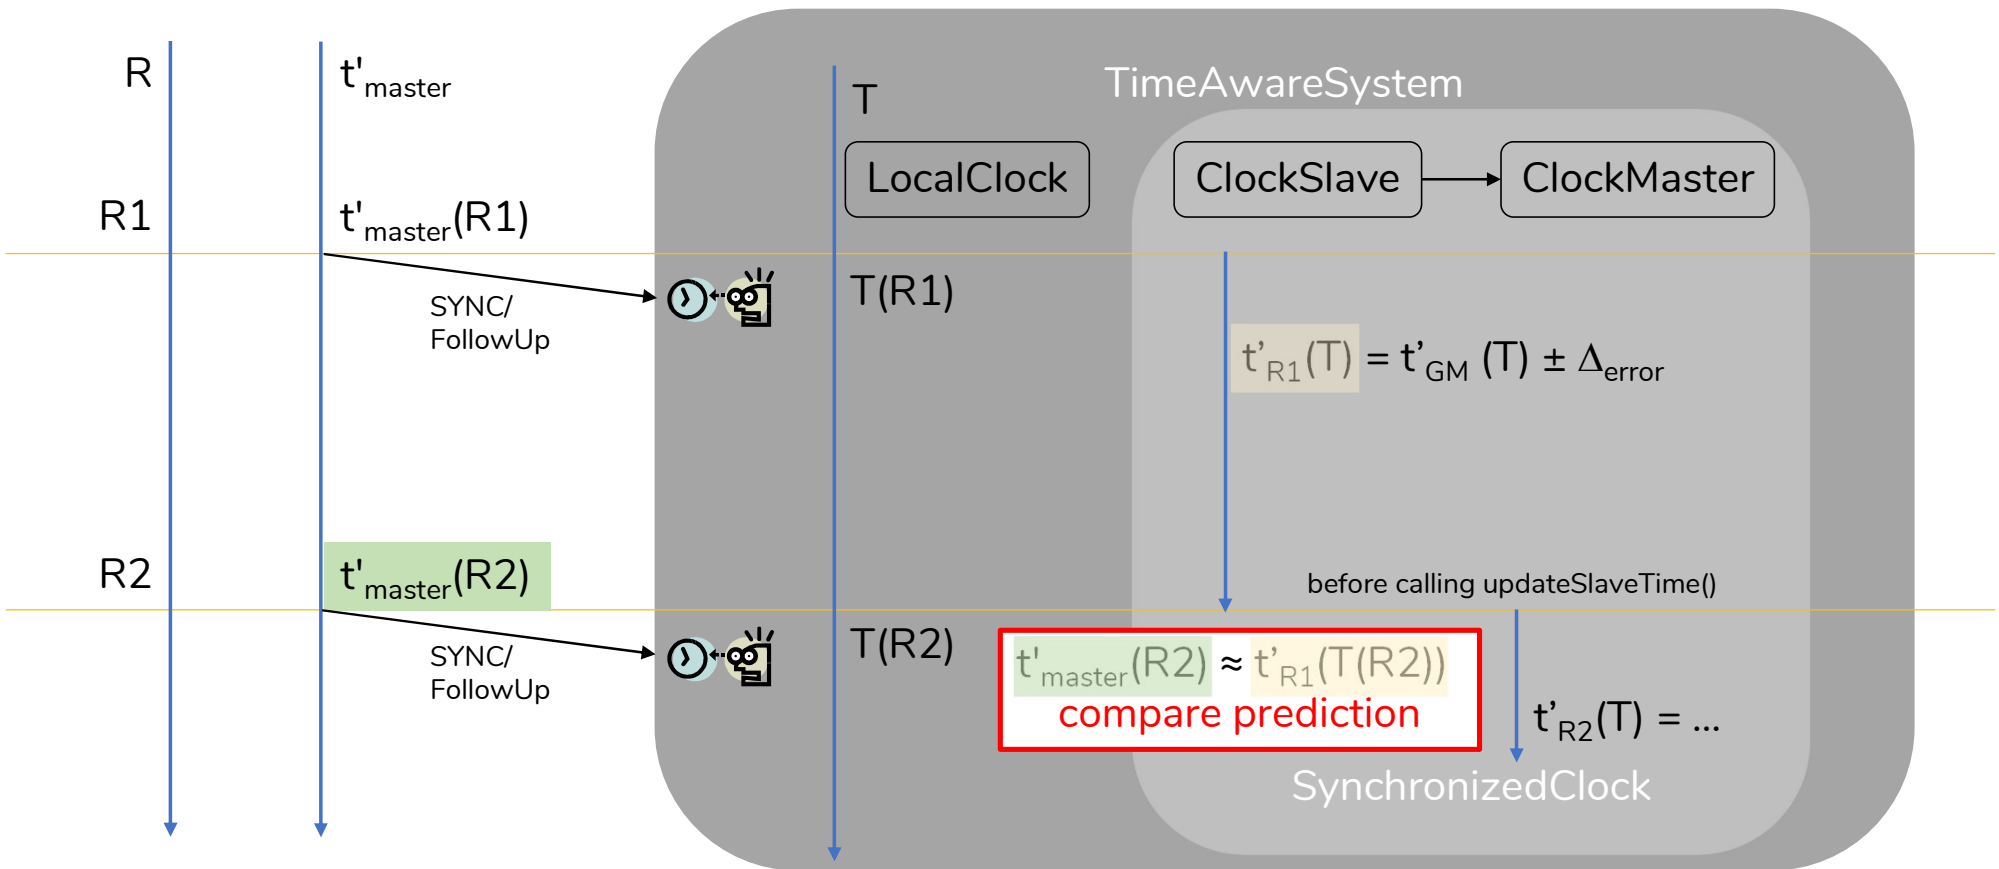 R
t'master
T
TimeAwareSystem
LocalClock
ClockSlave
ClockMaster
R1
t'master(R1)
SYNC/
FollowUp
T(R1)
t’R1(T) = t’GM (T) ± Δerror
R2
t'master(R2)
before calling updateSlaveTime()
SYNC/
FollowUp
T(R2)
t'master(R2) ≈ t’R1(T(R2))
compare prediction
t’R2(T) = ...
SynchronizedClock